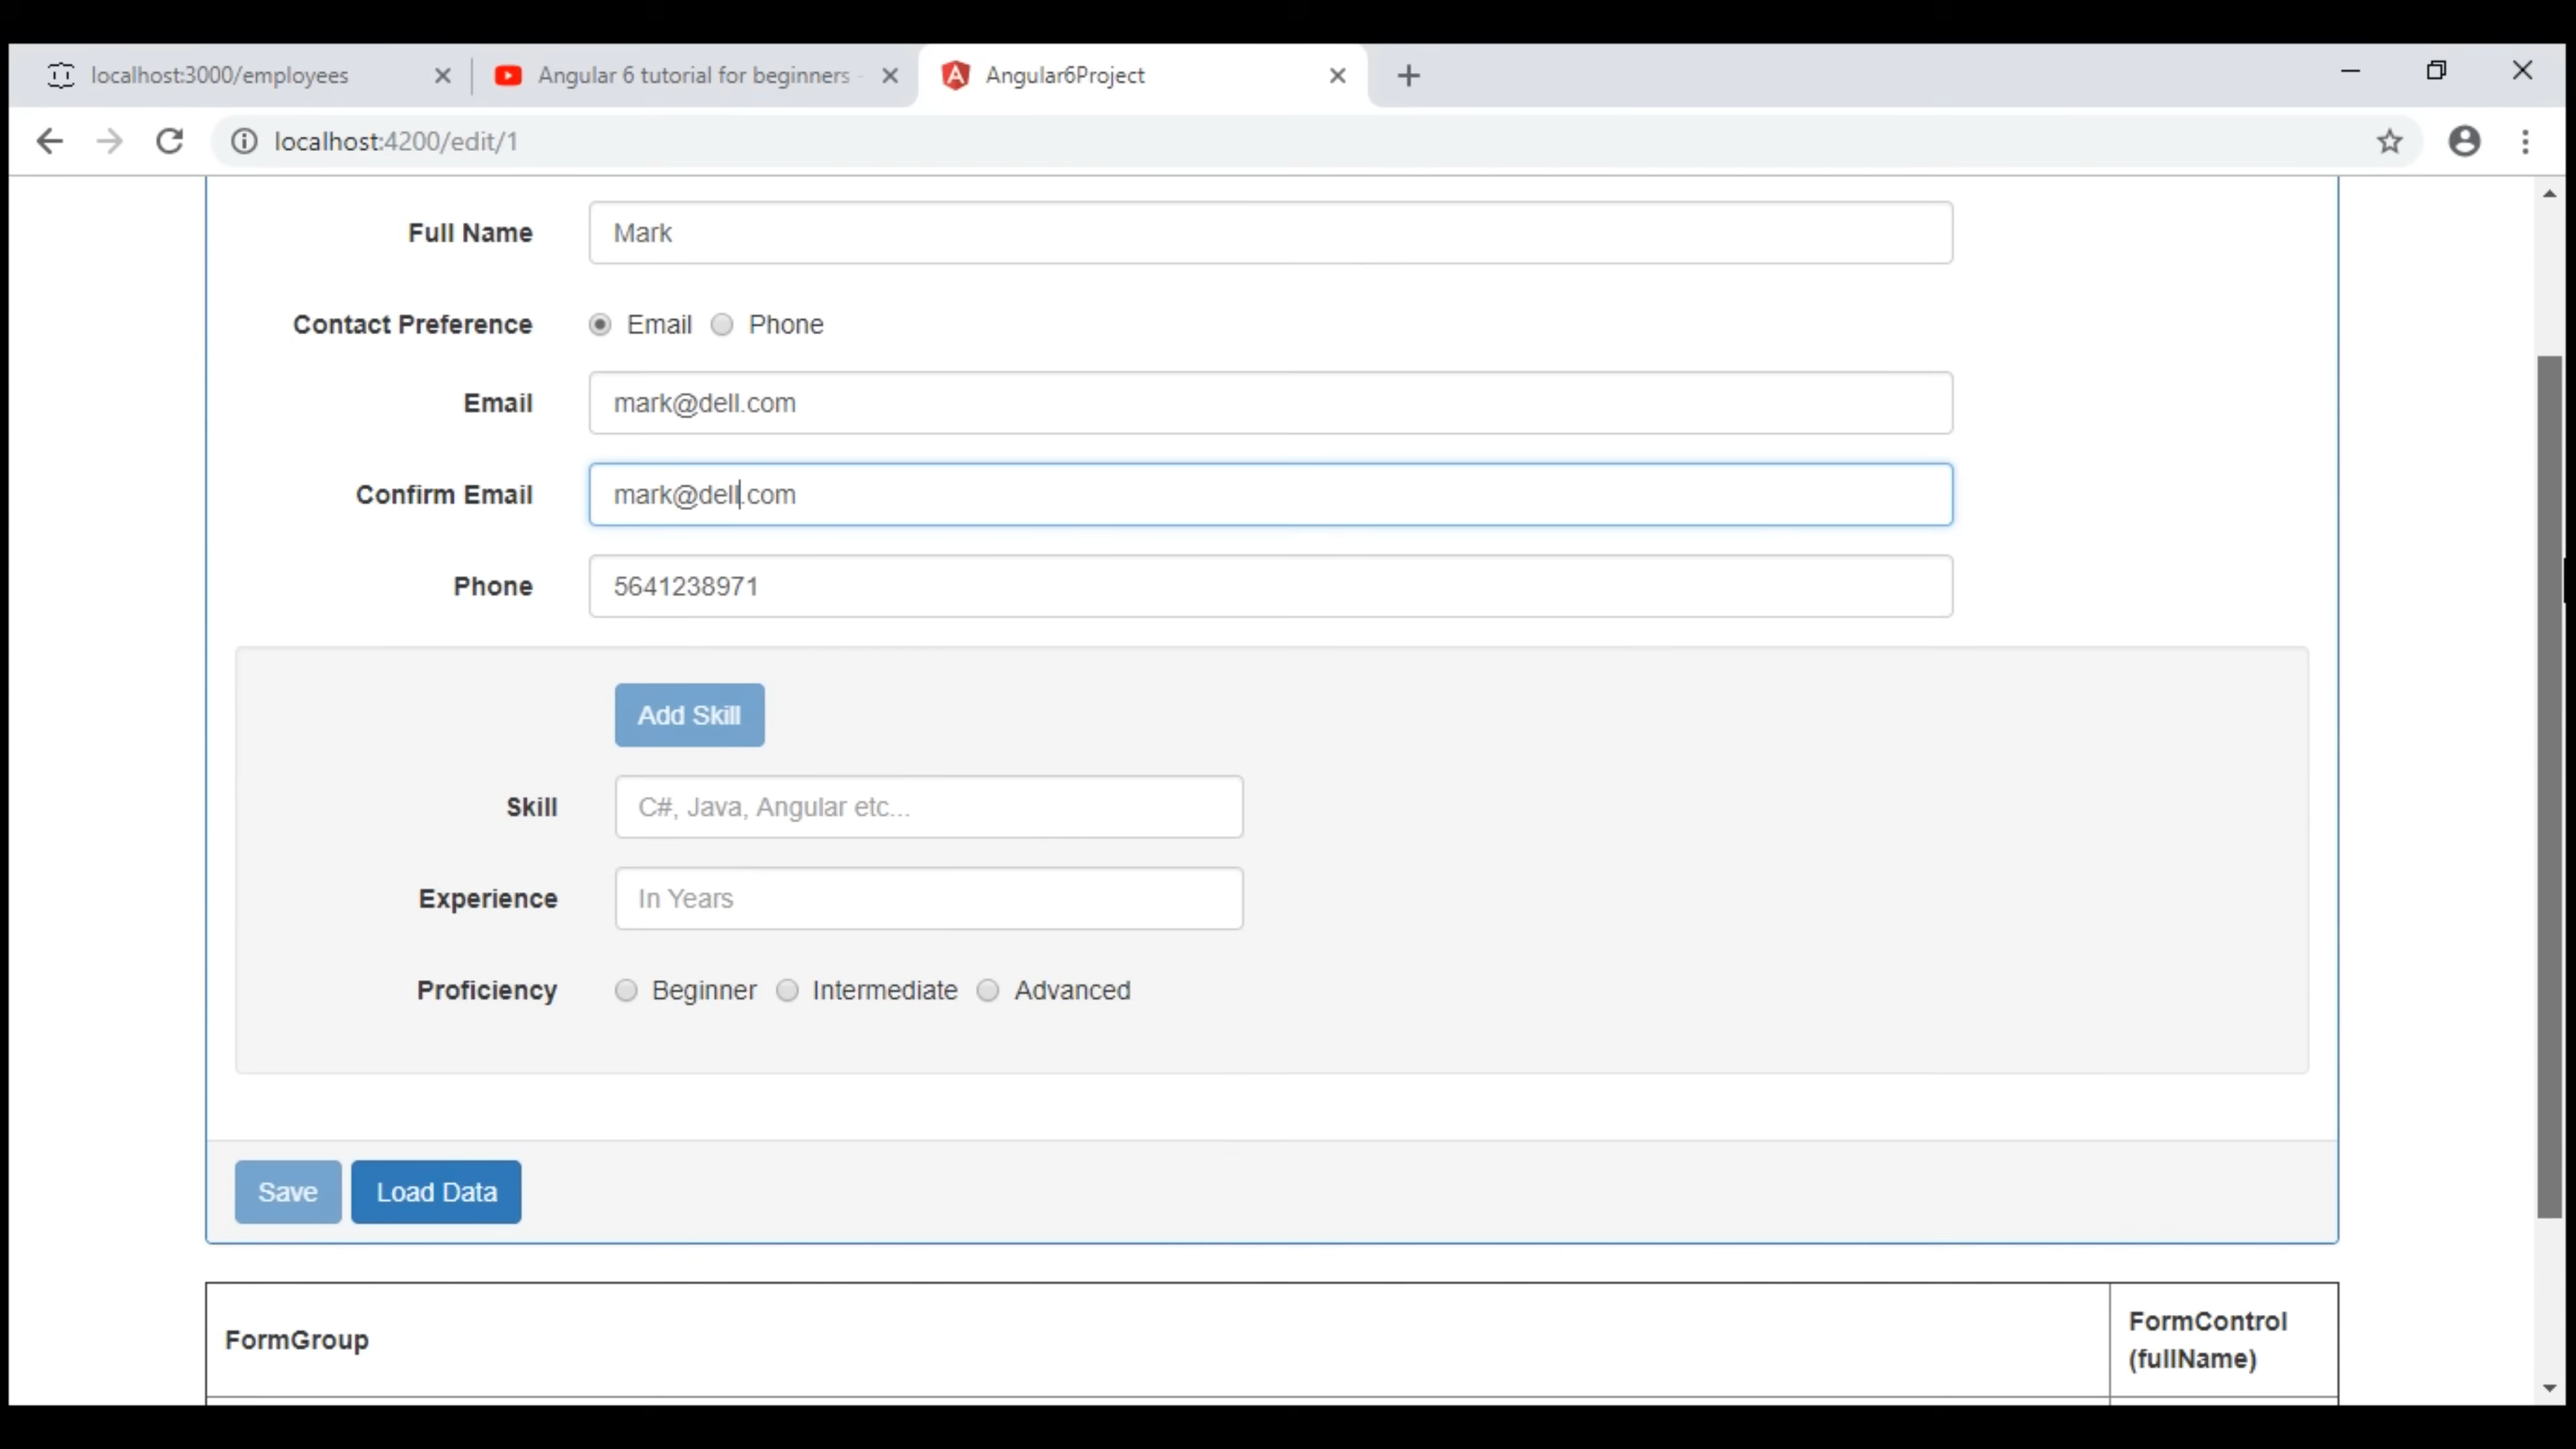 localhost:3000/employees
Angular 6 tutorial for beginners -
Angular6Project
localhost:4200/edit/1
Full Name
Mark
Contact Preference
Email Phone
Email
mark@dell.com
Confirm Email
mark@dell.com
Phone
5641238971
Add Skill
Skill
C#, Java, Angular etc...
Experience
In Years
Proficiency
Beginner Intermediate Advanced
Save Load Data
FormGroup
FormControl
(fullName)